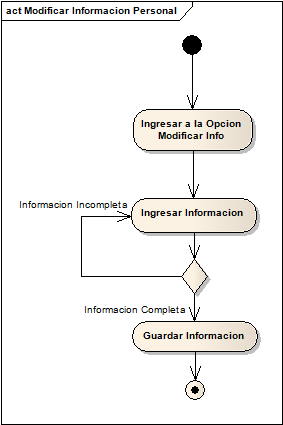 act Modificar Informacion Personal
Ingresar a la Opcion
Modificar Info
Informacion Incompleta
Ingresar Informacion
Informacion Completa
Guardar Informacion